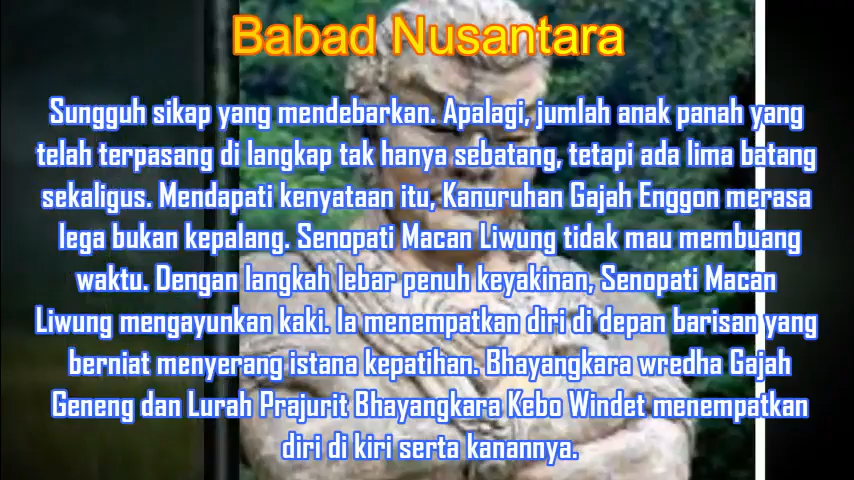 Babad Nusantara
Sungguh sikap yang mendebarkan. Apalagi, jumlah anak panah yang
telah terpasang di langkap tak hanya sebatang, tetapi ada lima batang
sekaligus. Mendapati kenyataan itu, Kanuruhan Gajah Enggon merasa
lega bukan kepalang. Senopati Macan Liwung tidak mau membuang
waktu. Dengan langkah lebar penuh keyakinan, Senopati Macan
Liwung mengayunkan kaki. Ia menempatkan diri di depan barisan yang
berniat menyerang istana kepatihan. Bhayangkara wredha Gajah
Geneng dan Lurah Prajurit Bhayangkara Kebo Windet menempatkan
diri di kiri serta kanannya.